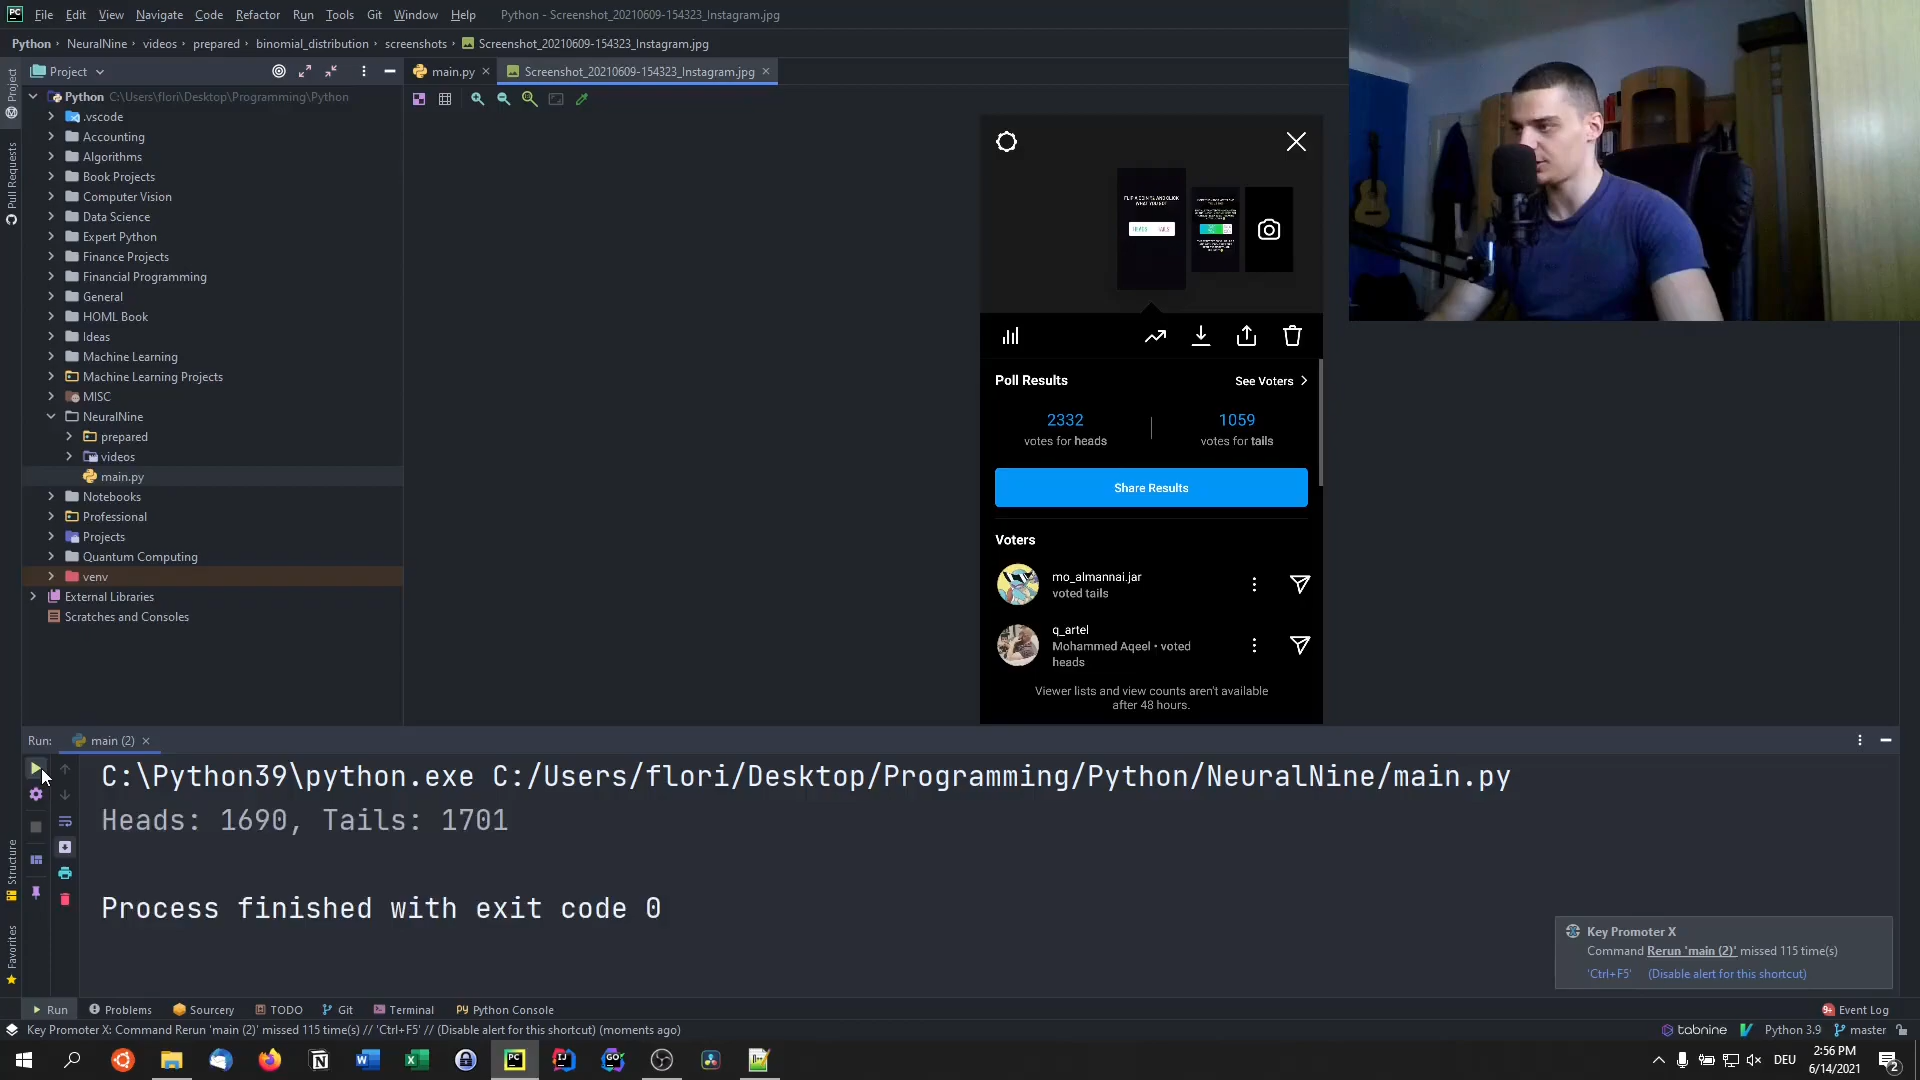 PC File Edit View Navigate Code Refactor Run Tools Git Window Help Python - Screenshot_20210609-154323_Instagram.jpg
Python NeuralNine videos prepared binomial_distribution screenshots Screenshot_20210609-154323_Instagram.jpg
Project
main.py
Screenshot_20210609-154323_Instagram.jpg
Project
Pull Requests
Python C:\Users\flori\Desktop\Programming\Python
.vscode
Accounting
Algorithms
Book Projects
Computer Vision
Data Science
Expert Python
Finance Projects
Financial Programming
General
HOML Book
Ideas
Machine Learning
Machine Learning Projects
MISC
NeuralNine
prepared
videos
main.py
Notebooks
Professional
Projects
Quantum Computing
venv
External Libraries
Scratches and Consoles
TAILS
Poll Results
See Voters
2332
1059
votes for heads
votes for tails
Share Results
Voters
mo_almannai.jar
voted tails
q_artel
Mohammed Aqeel • voted
heads
Viewer lists and view counts aren't available
after 48 hours.
Run: main (2)
C:\Python39\python.exe C:/Users/flori/Desktop/Programming/Python/NeuralNine/main.py
Heads: 1690, Tails: 1701
Process finished with exit code 0
Structure
Favorites
Key Promoter X
Command Rerun 'main (2)' missed 115 time(s)
'Ctrl+F5' (Disable alert for this shortcut)
Run Problems Sourcery TODO Git Terminal Python Console
9+ Event Log
Key Promoter X: Command Rerun 'main (2)' missed 115 time(s) // 'Ctrl+F5' // (Disable alert for this shortcut) (moments ago)
tabnine Python 3.9 master
DEU
2:56 PM
6/14/2021
2